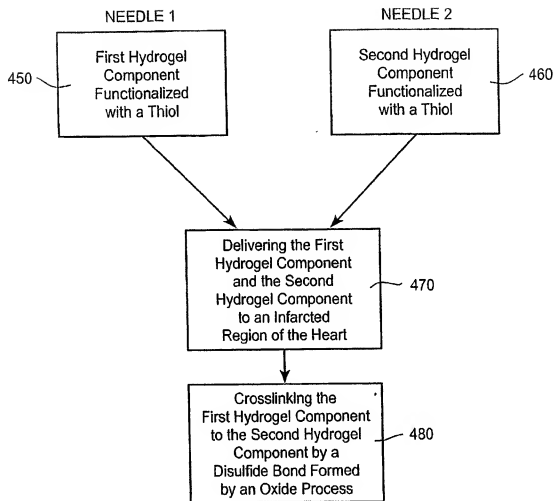 NEEDLE 1
NEEDLE 2
450
First Hydrogel
Component
Functionalized
with a Thiol
Second Hydrogel
Component
Functionalized
with a Thiol
460
Delivering the First
Hydrogel Component
and the Second
Hydrogel Component
to an Infarcted
Region of the Heart
470
Crosslinking the
First Hydrogel Component
to the Second Hydrogel
Component by a
Disulfide Bond Formed
by an Oxide Process
480